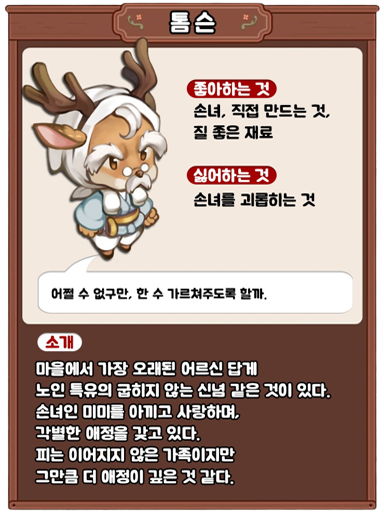 톰슨
좋아하는 것
손녀, 직접 만드는 것,
질 좋은 재료
싫어하는 것
손녀를 괴롭히는 것
어쩔 수 없구만, 한 수 가르쳐주도록 할까.
소개
마을에서 가장 오래된 어르신 답게
노인 특유의 굽히지 않는 신념 같은 것이 있다.
손녀인 미미를 아끼고 사랑하며,
각별한 애정을 갖고 있다.
피는 이어지지 않은 가족이지만
그만큼 더 애정이 깊은 것 같다.